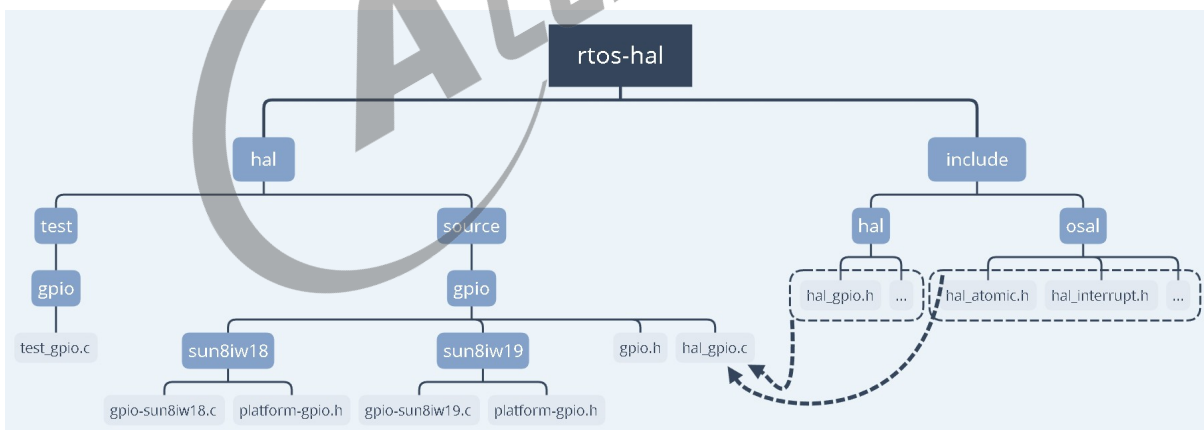 rtos-hal
hal
include
test
source
hal
osal
gpio
gpio
hal_gpio.h
...
hal_atomic.h
hal_interrupt.h
...
test_gpio.c
sun8iw18
sun8iw19
gpio.h
hal_gpio.c
gpio-sun8iw18.c
platform-gpio.h
gpio-sun8iw19.c
platform-gpio.h